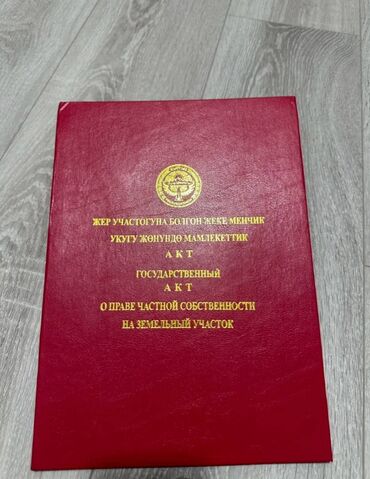 ЖЕР УЧАСТОГУНА БОЛГОН ЖЕКЕ МЕНЧИК
УКУГУ ЖӨНҮНДӨ МАМЛЕКЕТТИК
АКТ
ГОСУДАРСТВЕННЫЙ
АКТ
О ПРАВЕ ЧАСТНОЙ СОБСТВЕННОСТИ
НА ЗЕМЕЛЬНЫЙ УЧАСТОК